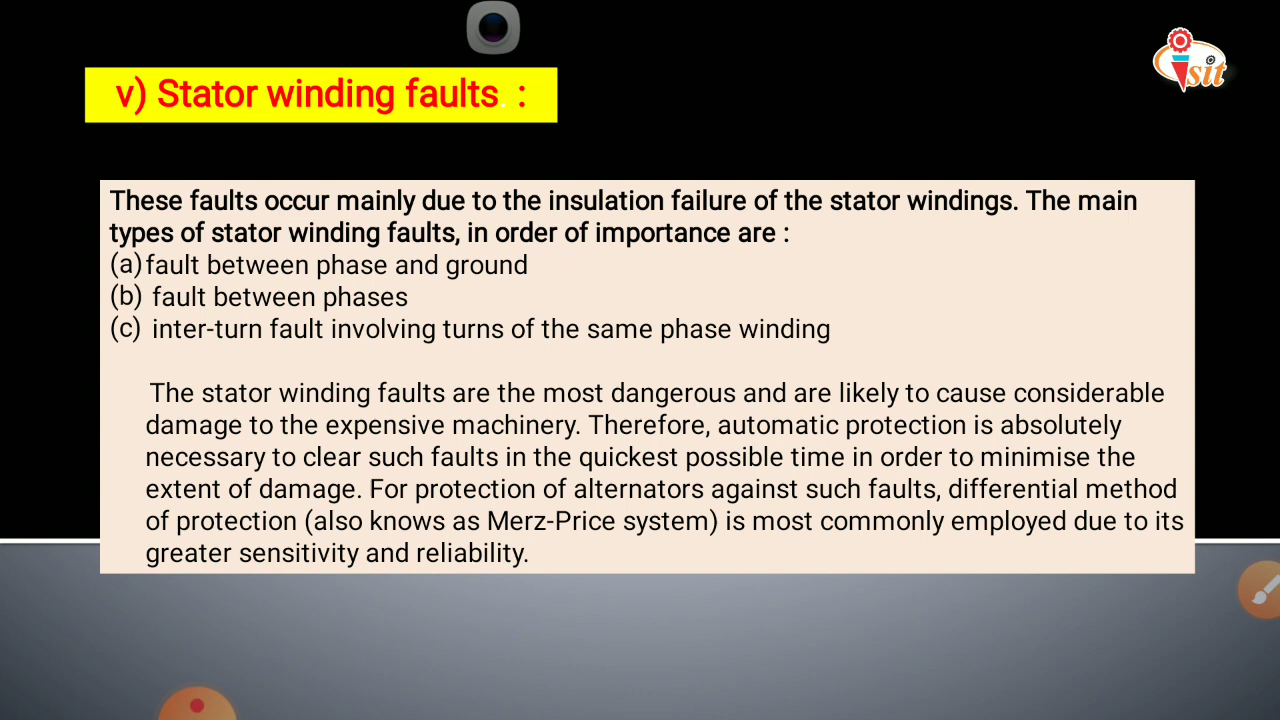 v) Stator winding faults. :
sit
These faults occur mainly due to the insulation failure of the stator windings. The main
types of stator winding faults, in order of importance are :
(a) fault between phase and ground
(b) fault between phases
(c) inter-turn fault involving turns of the same phase winding
The stator winding faults are the most dangerous and are likely to cause considerable
damage to the expensive machinery. Therefore, automatic protection is absolutely
necessary to clear such faults in the quickest possible time in order to minimise the
extent of damage. For protection of alternators against such faults, differential method
of protection (also knows as Merz-Price system) is most commonly employed due to its
greater sensitivity and reliability.